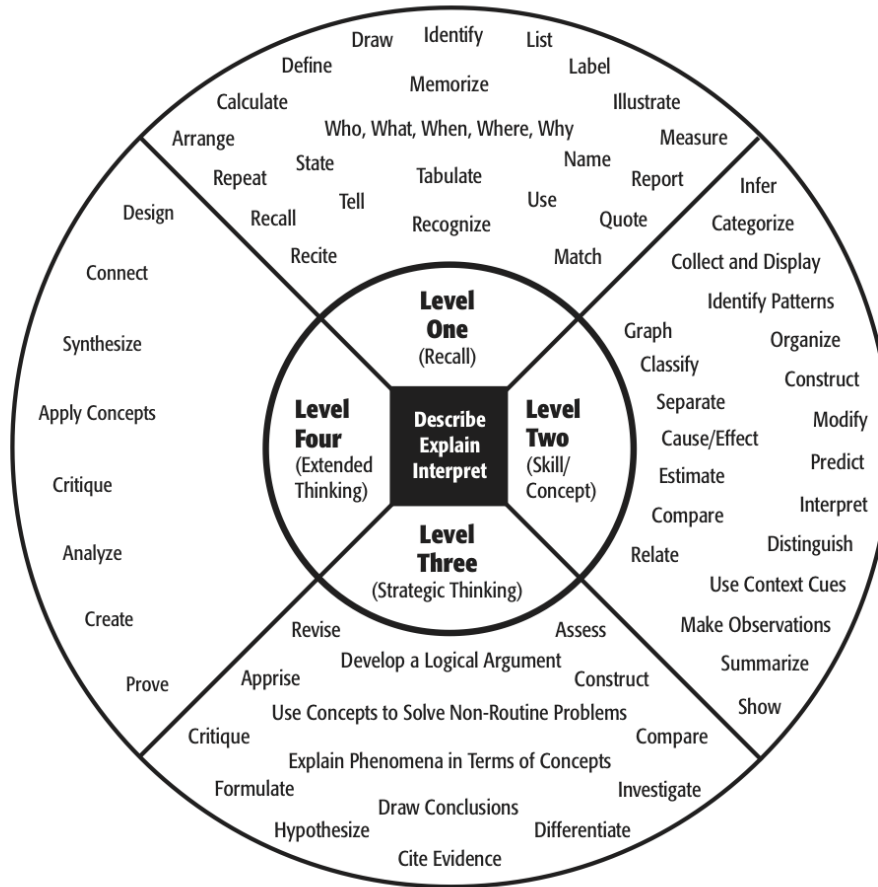 Draw
Identify
List
Define
Label
Memorize
Calculate
Illustrate
Who, What, When, Where, Why
Arrange
Measure
State
Name
Repeat
Tabulate
Report
Tell
Use
Recall
Recognize
Quote
Recite
Match
Level
One
(Recall)
Infer
Categorize
Collect and Display
Identify Patterns
Graph
Organize
Classify
Construct
Separate
Modify
Cause/Effect
Predict
Estimate
Interpret
Compare
Distinguish
Relate
Use Context Cues
Make Observations
Summarize
Show
Level
Two
(Skill/
Concept)
Describe
Explain
Interpret
Level
Three
(Strategic Thinking)
Revise
Assess
Develop a Logical Argument
Apprise
Construct
Use Concepts to Solve Non-Routine Problems
Critique
Compare
Explain Phenomena in Terms of Concepts
Formulate
Investigate
Draw Conclusions
Hypothesize
Differentiate
Cite Evidence
Level
Four
(Extended
Thinking)
Design
Connect
Synthesize
Apply Concepts
Critique
Analyze
Create
Prove